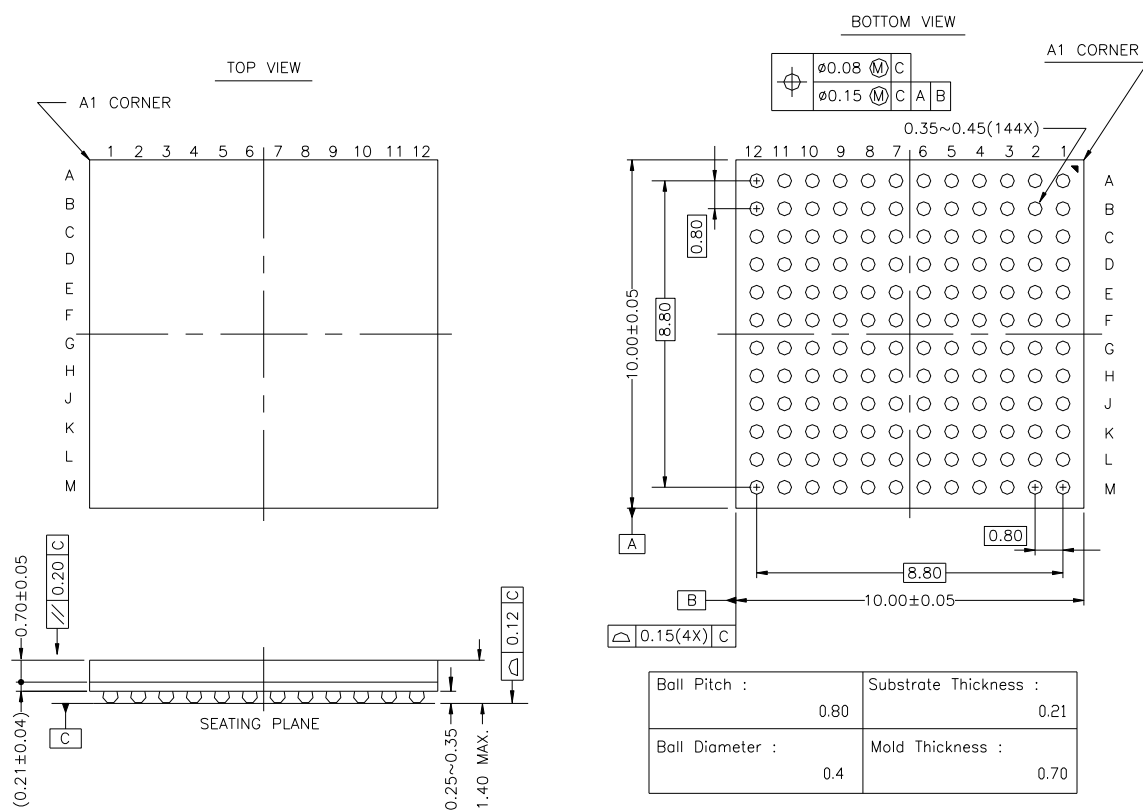 TOP VIEW
A1 CORNER
1 2 3 4 5 6 7 8 9 10 11 12
A
B
C
D
E
F
G
H
J
K
L
M
BOTTOM VIEW
A1 CORNER
ø0.08 Ⓜ C
ø0.15 Ⓜ C A B
0.35~0.45(144X)
12 11 10 9 8 7 6 5 4 3 2 1
A
B
C
D
E
F
G
H
J
K
L
M
0.80
8.80
10.00±0.05
A
0.80
8.80
B
10.00±0.05
0.15(4X) C
0.70±0.05
// 0.20 C
(0.21±0.04)
C
SEATING PLANE
0.25~0.35
1.40 MAX.
0.12 C
Ball Pitch :
0.80
Substrate Thickness :
0.21
Ball Diameter :
0.4
Mold Thickness :
0.70